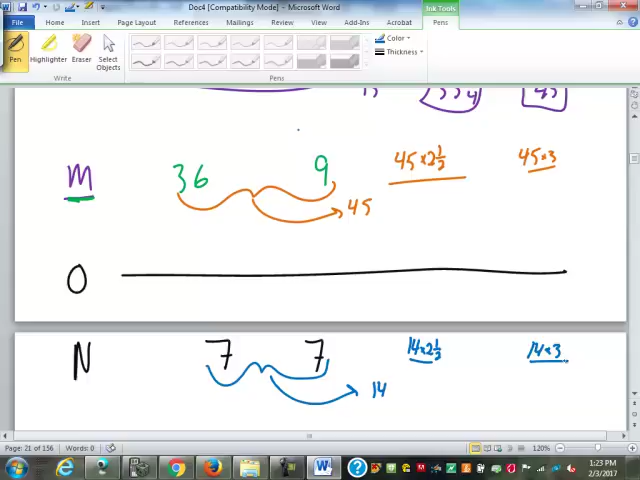 Doc4 [Compatibility Mode] - Microsoft Word
Ink Tools
File Home Insert Page Layout References Mailings Review View Add-Ins Acrobat Pens
Pen Highlighter Eraser Select Objects
Color
Thickness
Write Pens
M 36 9 45×2⅓ 45×3
45
O
N 7 7 14×2⅓ 14×3
14
Page: 21 of 156 Words: 0 120%
1:23 PM
2/3/2017